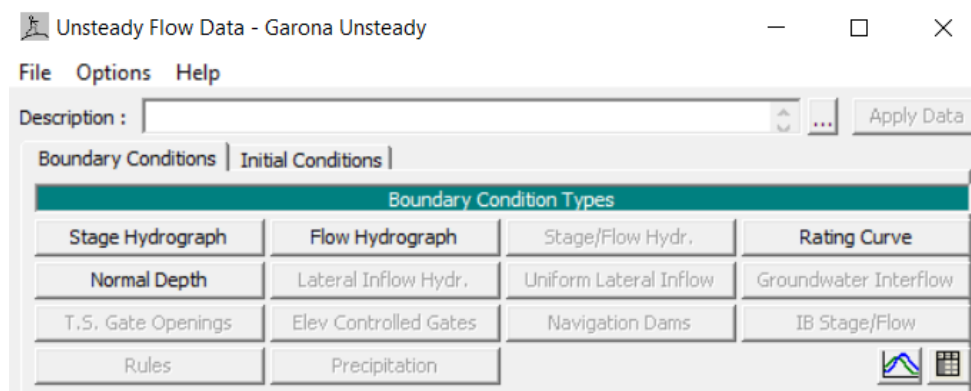 Unsteady Flow Data - Garona Unsteady
File Options Help
Description : ... Apply Data
Boundary Conditions Initial Conditions
Boundary Condition Types
Stage Hydrograph Flow Hydrograph Stage/Flow Hydr. Rating Curve
Normal Depth Lateral Inflow Hydr. Uniform Lateral Inflow Groundwater Interflow
T.S. Gate Openings Elev Controlled Gates Navigation Dams IB Stage/Flow
Rules Precipitation